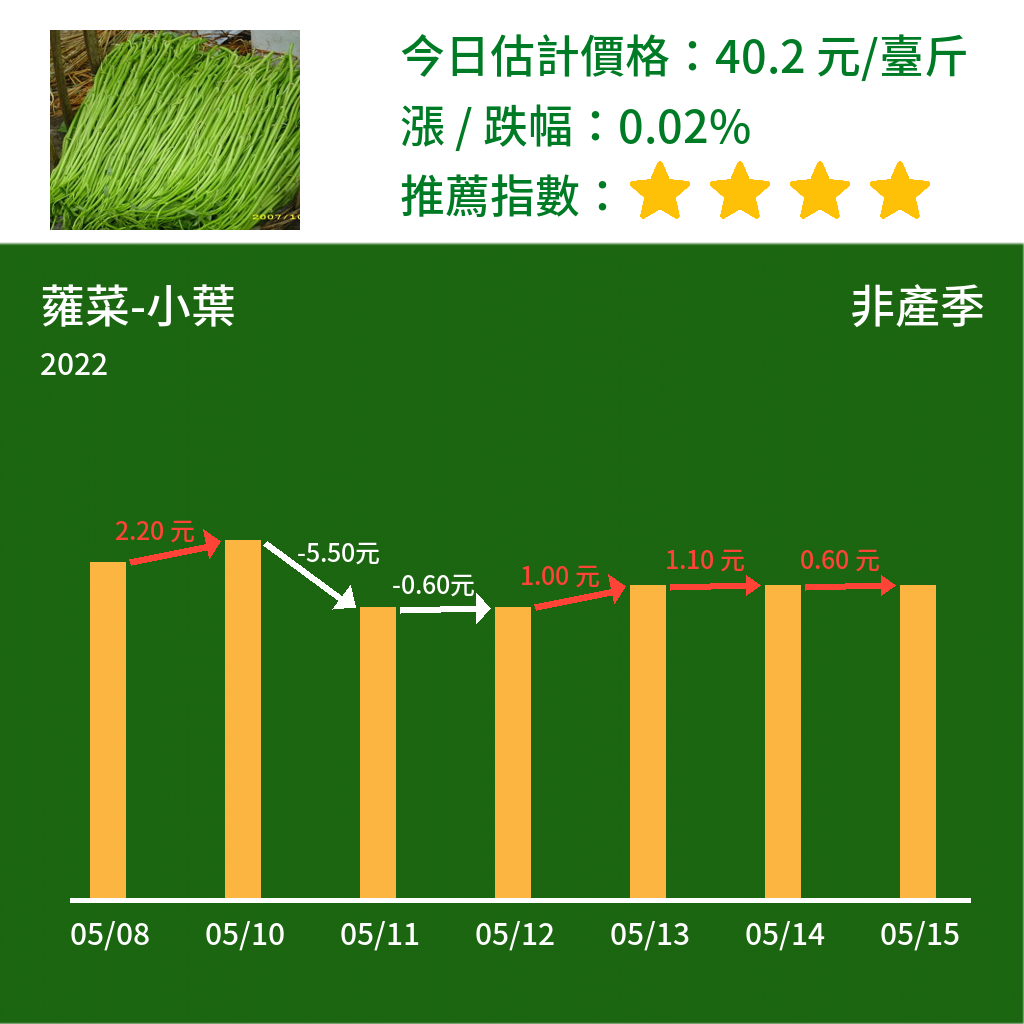 今日估計價格：40.2 元/臺斤
漲 / 跌幅：0.02%
推薦指數：
2007/10
蕹菜-小葉
非產季
2022
2.20 元
-5.50元
-0.60元
1.00 元
1.10 元
0.60 元
05/08
05/10
05/11
05/12
05/13
05/14
05/15